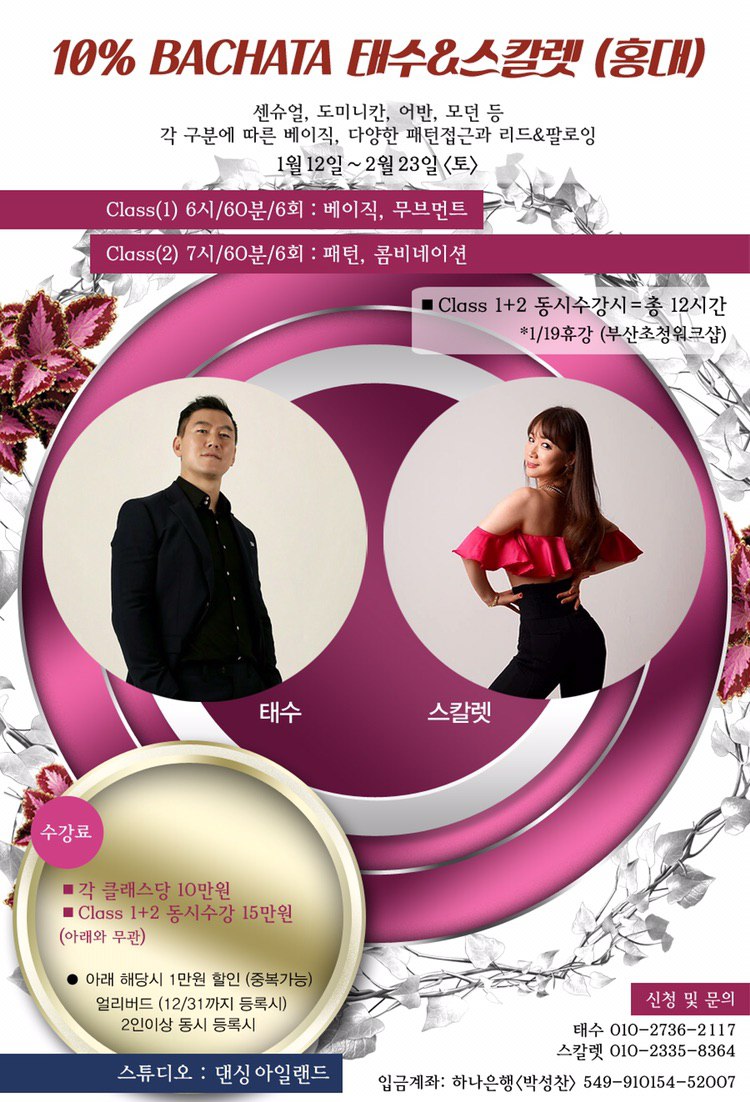 10% BACHATA 태수&스칼렛 (홍대)
센슈얼, 도미니칸, 어반, 모던 등
각 구분에 따른 베이직, 다양한 패턴접근과 리드&팔로잉
1월 12일 ~ 2월 23일 <토>
Class(1) 6시/60분/6회 : 베이직, 무브먼트
Class(2) 7시/60분/6회 : 패턴, 콤비네이션
■ Class 1+2 동시수강시=총 12시간
*1/19휴강 (부산초청워크샵)
태수
스칼렛
수강료
■ 각 클래스당 10만원
■ Class 1+2 동시수강 15만원
(아래와 무관)
● 아래 해당시 1만원 할인 (중복가능)
얼리버드 (12/31까지 등록시)
2인이상 동시 등록시
스튜디오 : 댄싱아일랜드
신청 및 문의
태수 010-2736-2117
스칼렛 010-2335-8364
입금계좌: 하나은행<박성찬> 549-910154-52007